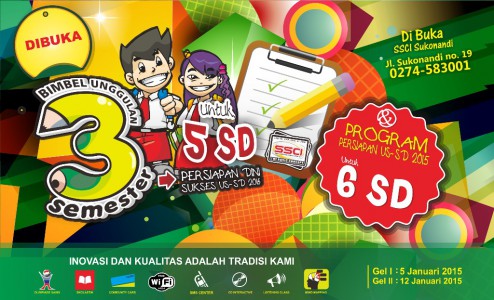 DIBUKA
BIMBEL UNGGULAN
3
semester
untuk
5 SD
PERSIAPAN DINI
SUKSES US-SD 2016
SSCI
Di Buka
SSCI Sukonandi
Jl. Sukonandi no. 19
0274-583001
&
PROGRAM
PERSIAPAN US-SD 2015
Untuk
6 SD
INOVASI DAN KUALITAS ADALAH TRADISI KAMI
WiFi
Gel I : 5 Januari 2015
Gel II : 12 Januari 2015